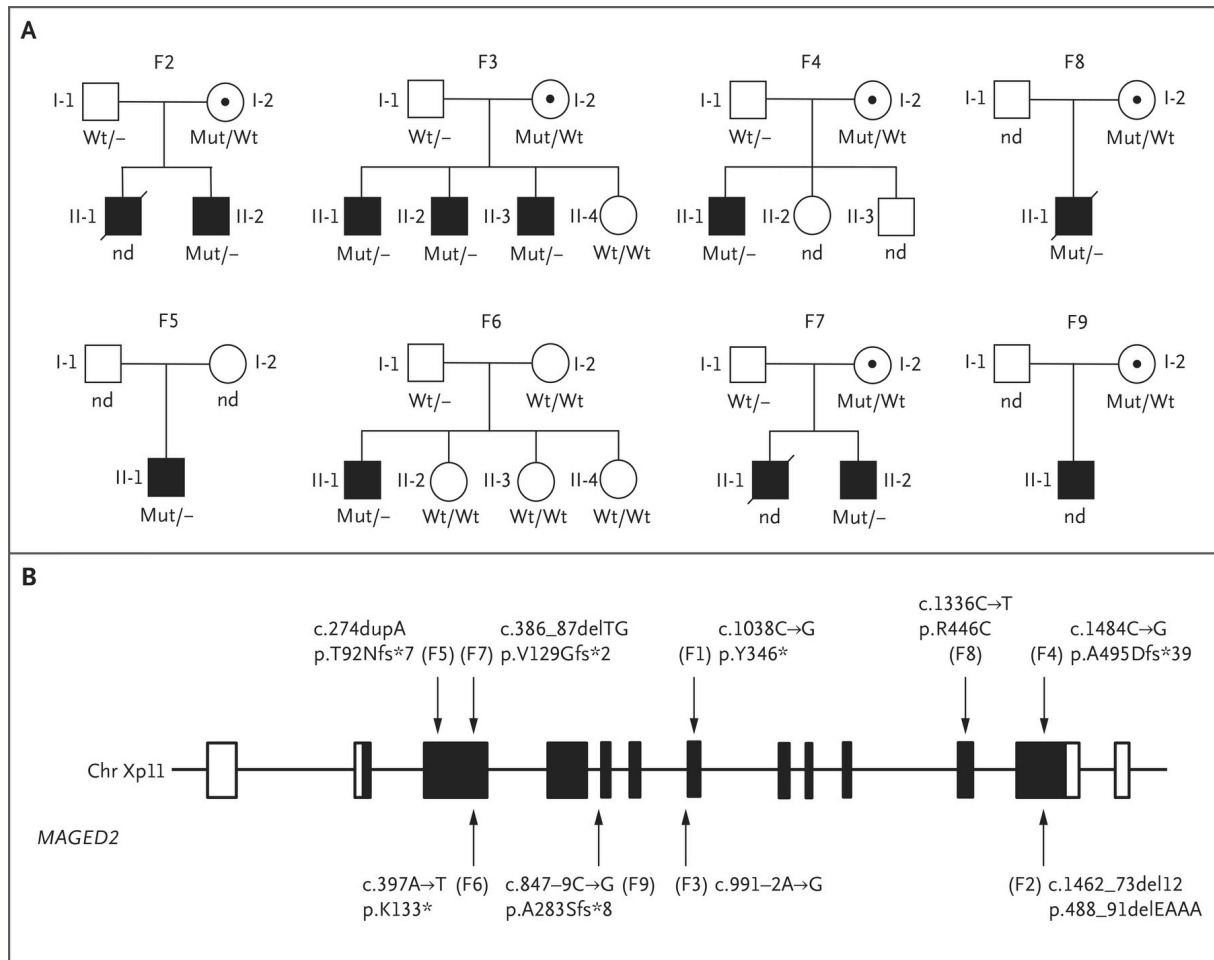 A
F2
F3
F4
F8
I-1
I-2
I-1
I-2
I-1
I-2
I-1
I-2
Wt/–
Mut/Wt
Wt/–
Mut/Wt
Wt/–
Mut/Wt
nd
Mut/Wt
II-1
II-2
II-1
II-2
II-3
II-4
II-1
II-2
II-3
II-1
nd
Mut/–
Mut/–
Mut/–
Mut/–
Wt/Wt
Mut/–
nd
nd
Mut/–
F5
F6
F7
F9
I-1
I-2
I-1
I-2
I-1
I-2
I-1
I-2
nd
nd
Wt/–
Wt/Wt
Wt/–
Mut/Wt
nd
Mut/Wt
II-1
II-1
II-2
II-3
II-4
II-1
II-2
II-1
Mut/–
Mut/–
Wt/Wt
Wt/Wt
Wt/Wt
nd
Mut/–
nd
B
c.274dupA
p.T92Nfs*7 (F5)
c.386_87delTG
(F7) p.V129Gfs*2
c.1038C→G
(F1) p.Y346*
c.1336C→T
p.R446C
(F8)
c.1484C→G
(F4) p.A495Dfs*39
Chr Xp11
MAGED2
c.397A→T (F6)
p.K133*
c.847–9C→G (F9)
p.A283Sfs*8
(F3) c.991–2A→G
(F2) c.1462_73del12
p.488_91delEAAA